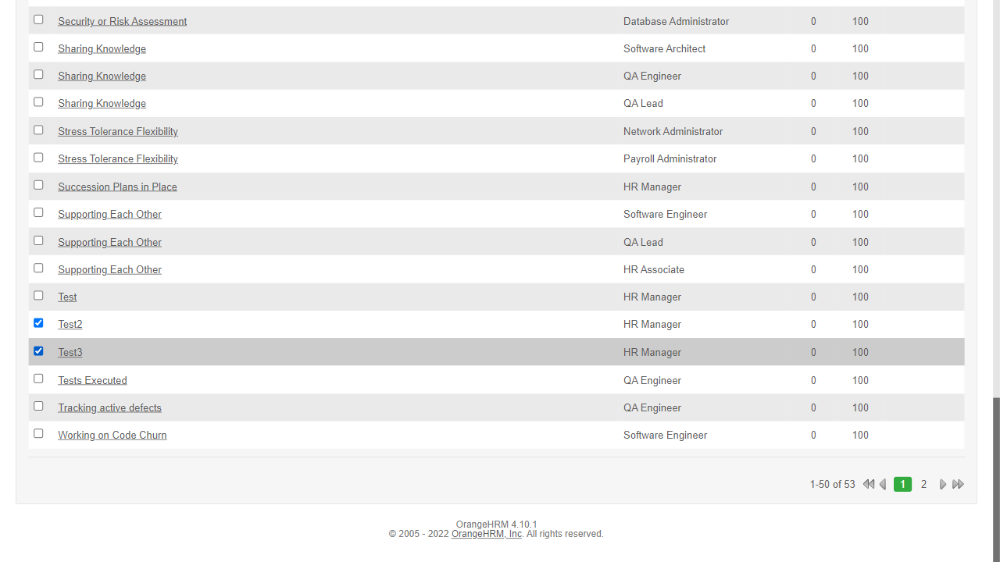 Security or Risk Assessment Database Administrator 0 100
Sharing Knowledge Software Architect 0 100
Sharing Knowledge QA Engineer 0 100
Sharing Knowledge QA Lead 0 100
Stress Tolerance Flexibility Network Administrator 0 100
Stress Tolerance Flexibility Payroll Administrator 0 100
Succession Plans in Place HR Manager 0 100
Supporting Each Other Software Engineer 0 100
Supporting Each Other QA Lead 0 100
Supporting Each Other HR Associate 0 100
Test HR Manager 0 100
Test2 HR Manager 0 100
Test3 HR Manager 0 100
Tests Executed QA Engineer 0 100
Tracking active defects QA Engineer 0 100
Working on Code Churn Software Engineer 0 100
1-50 of 53 1 2
OrangeHRM 4.10.1
© 2005 - 2022 OrangeHRM, Inc. All rights reserved.